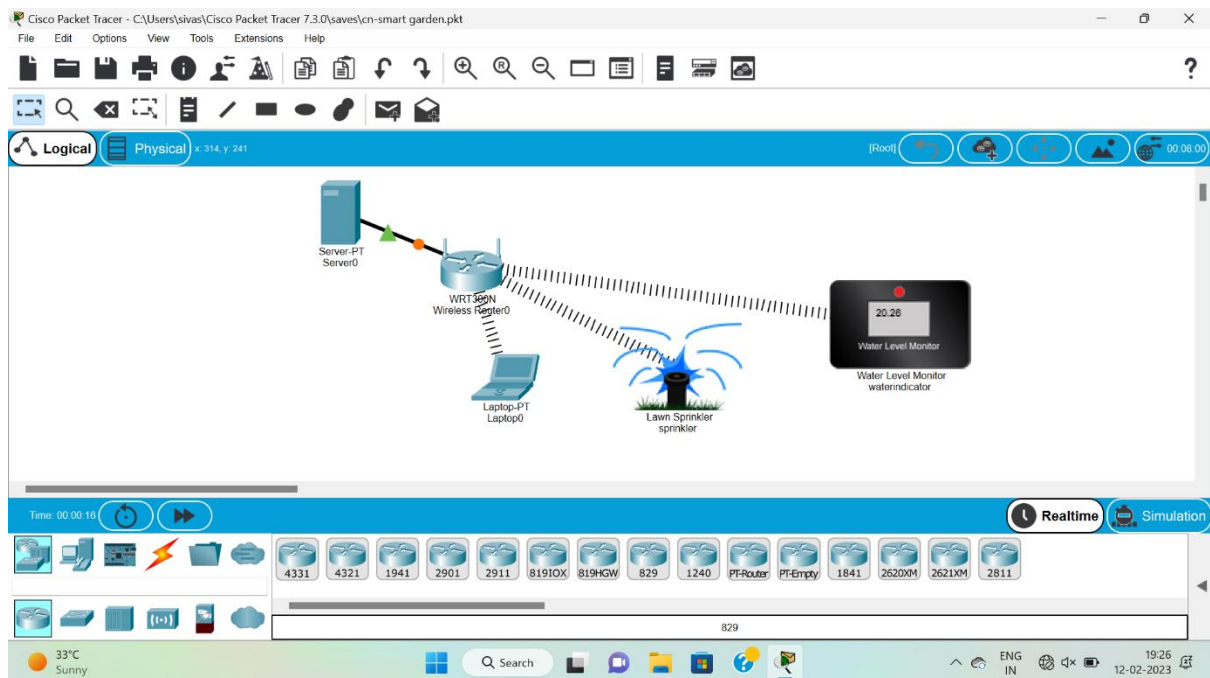 Cisco Packet Tracer - C:\Users\sivas\Cisco Packet Tracer 7.3.0\saves\cn-smart garden.pkt
File Edit Options View Tools Extensions Help
Logical Physical x: 314, y: 241 [Root] 00:08:00
Server-PT
Server0
WRT300N
Wireless Router0
20.26
Water Level Monitor
Water Level Monitor
waterindicator
Laptop-PT
Laptop0
Lawn Sprinkler
sprinkler
Time: 00:00:16 Realtime Simulation
4331 4321 1941 2901 2911 819IOX 819HGW 829 1240 PT-Router PT-Empty 1841 2620XM 2621XM 2811
829
33°C
Sunny
Search
ENG
IN
19:26
12-02-2023